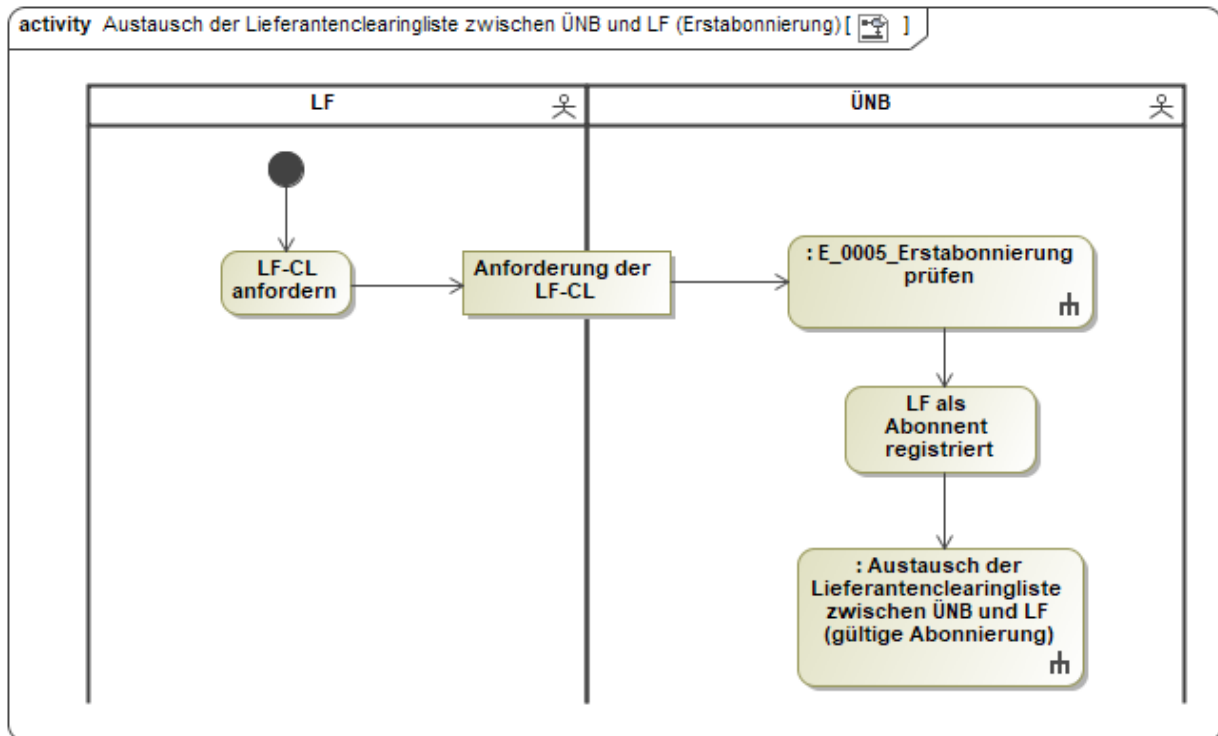 activity Austausch der Lieferantenclearingliste zwischen ÜNB und LF (Erstabonnierung) [ ]
LF
ÜNB
LF-CL
anfordern
Anforderung der
LF-CL
: E_0005_Erstabonnierung
prüfen
LF als
Abonnent
registriert
: Austausch der
Lieferantenclearingliste
zwischen ÜNB und LF
(gültige Abonnierung)